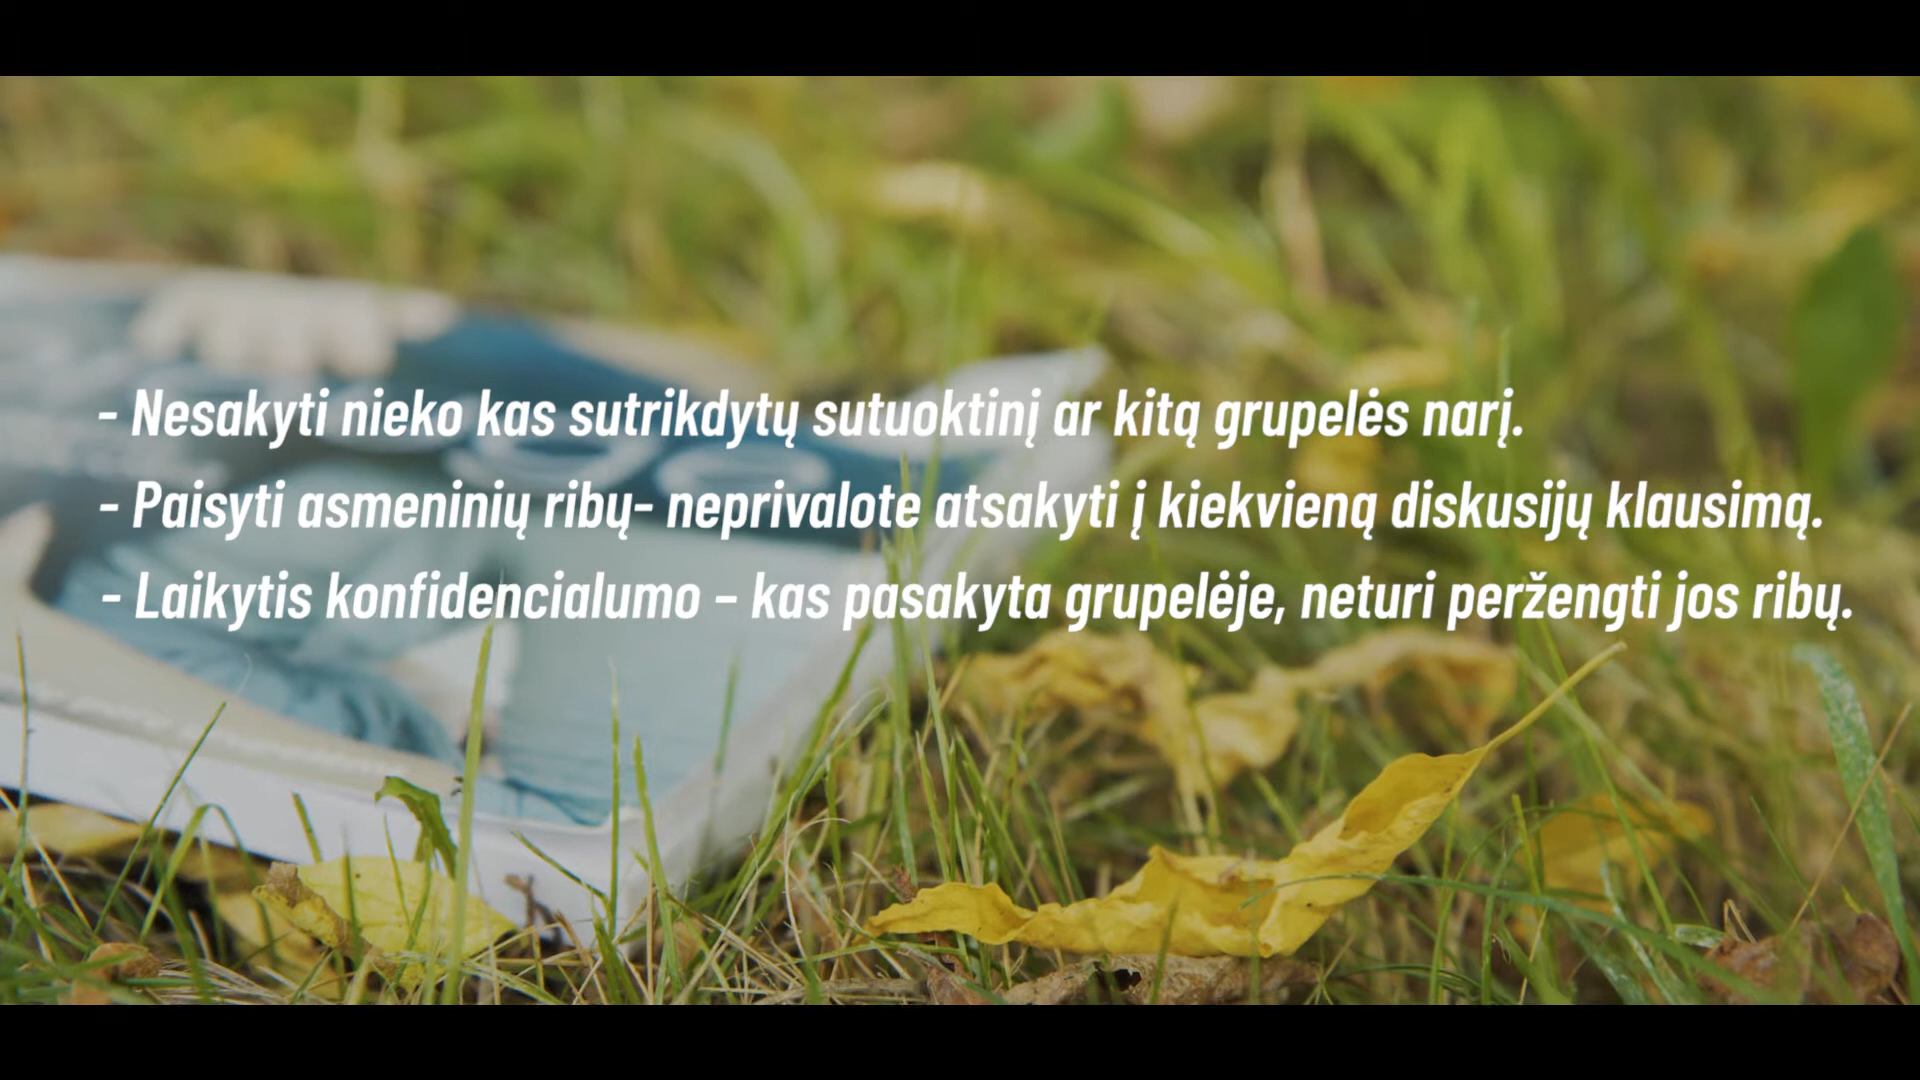 - Nesakyti nieko kas sutrikdytų sutuoktinį ar kitą grupelės narį.
- Paisyti asmeninių ribų- neprivalote atsakyti į kiekvieną diskusijų klausimą.
- Laikytis konfidencialumo – kas pasakyta grupelėje, neturi peržengti jos ribų.